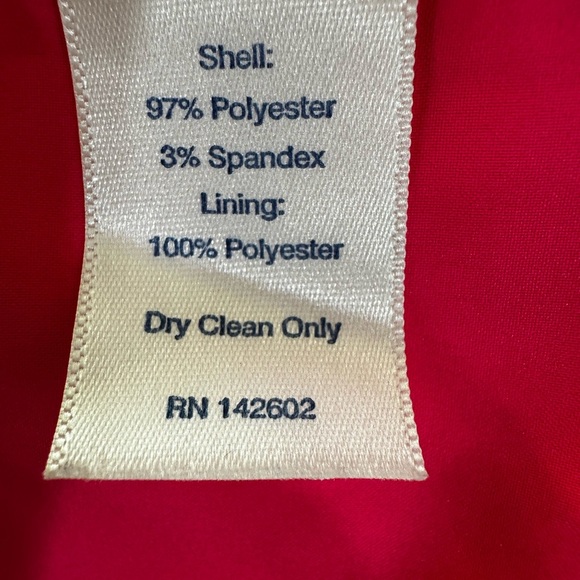 Shell:
97% Polyester
3% Spandex
Lining:
100% Polyester
Dry Clean Only
RN 142602